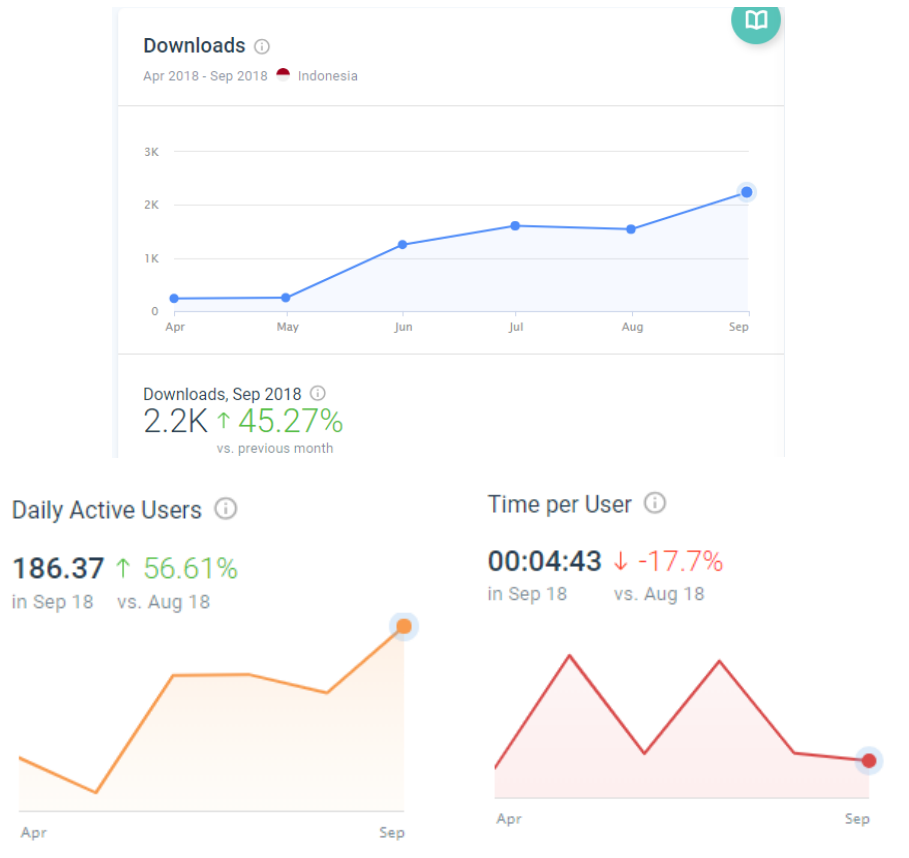 Downloads
Apr 2018 - Sep 2018 Indonesia
3K
2K
1K
0
Apr May Jun Jul Aug Sep
Downloads, Sep 2018
2.2K ↑ 45.27%
vs. previous month
Daily Active Users
186.37 ↑ 56.61%
in Sep 18 vs. Aug 18
Apr Sep
Time per User
00:04:43 ↓ -17.7%
in Sep 18 vs. Aug 18
Apr Sep